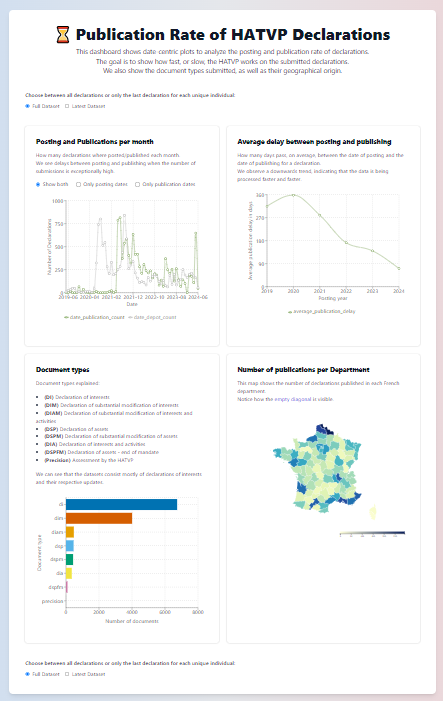 ⏳ Publication Rate of HATVP Declarations
This dashboard shows date-centric plots to analyze the posting and publication rate of declarations.
The goal is to show how fast, or slow, the HATVP works on the submitted declarations.
We also show the document types submitted, as well as their geographical origin.
Choose between all declarations or only the last declaration for each unique individual:
Full Dataset Latest Dataset
Posting and Publications per month
How many declarations where posted/published each month.
We see delays between posting and publishing when the number of
submissions is exceptionally high.
Show both Only posting dates Only publication dates
1000
750
500
250
0
Number of Declarations
2019-06 2020-04 2021-02 2021-12 2022-10 2023-08 2024-06
Date
date_publication_count date_depot_count
Average delay between posting and publishing
How many days pass, on average, between the date of posting and the
date of publishing for a declaration
We observe a downwards trend, indicating that the data is being
processed faster and faster
360
270
180
90
0
Average publication delay in days
2019 2020 2021 2022 2023 2024
Posting year
average_publication_delay
Document types
Document types explained:
(DI) Declaration of interests
(DIM) Declaration of substantial modification of interests
(DIAM) Declaration of substantial modification of interests and
activities
(DSP) Declaration of assets
(DSPM) Declaration of substantial modification of assets
(DIA) Declaration of interests and activities
(DSPFM) Declaration of assets - end of mandate
(Precision) Assessment by the HATVP
We can see that the datasets consist mostly of declarations of interests
and their respective updates.
Document type
di
dim
diam
dsp
dspm
dia
dspfm
precision
0 2000 4000 6000 8000
Number of documents
Number of publications per Department
This map shows the number of declarations published in each French
department.
Notice how the empty diagonal is visible.
Choose between all declarations or only the last declaration for each unique individual:
Full Dataset Latest Dataset